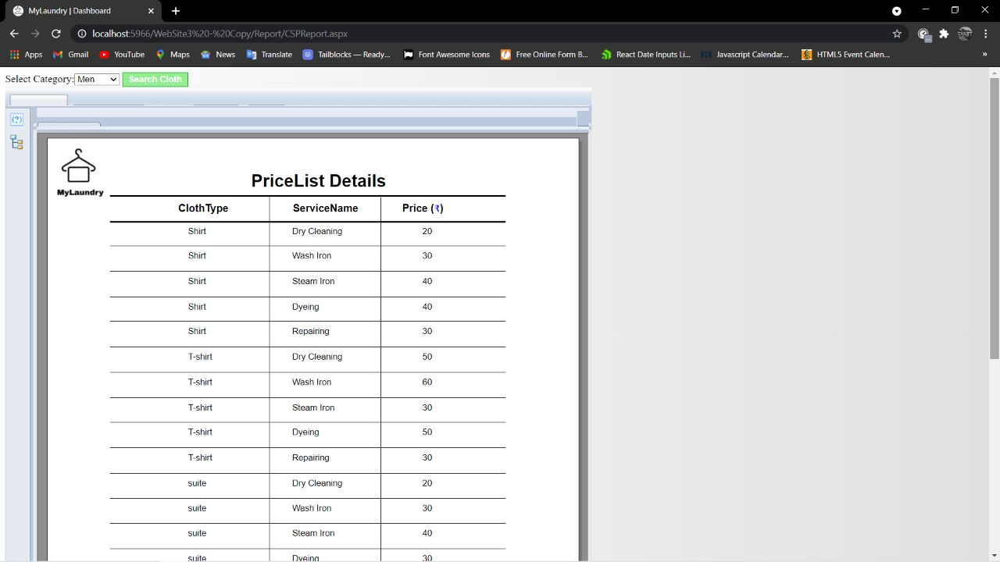 MyLaundry | Dashboard
localhost:5966/WebSite3%20-%20Copy/Report/CSPReport.aspx
Apps Gmail YouTube Maps News Translate Tailblocks — Ready... Font Awesome Icons Free Online Form B... React Date Inputs Li... Javascript Calendar... HTML5 Event Calen... »
Select Category: Men Search Cloth
(?)
MyLaundry
PriceList Details
ClothType ServiceName Price (₹)
Shirt Dry Cleaning 20
Shirt Wash Iron 30
Shirt Steam Iron 40
Shirt Dyeing 40
Shirt Repairing 30
T-shirt Dry Cleaning 50
T-shirt Wash Iron 60
T-shirt Steam Iron 30
T-shirt Dyeing 50
T-shirt Repairing 30
suite Dry Cleaning 20
suite Wash Iron 30
suite Steam Iron 40
suite Dyeing 30